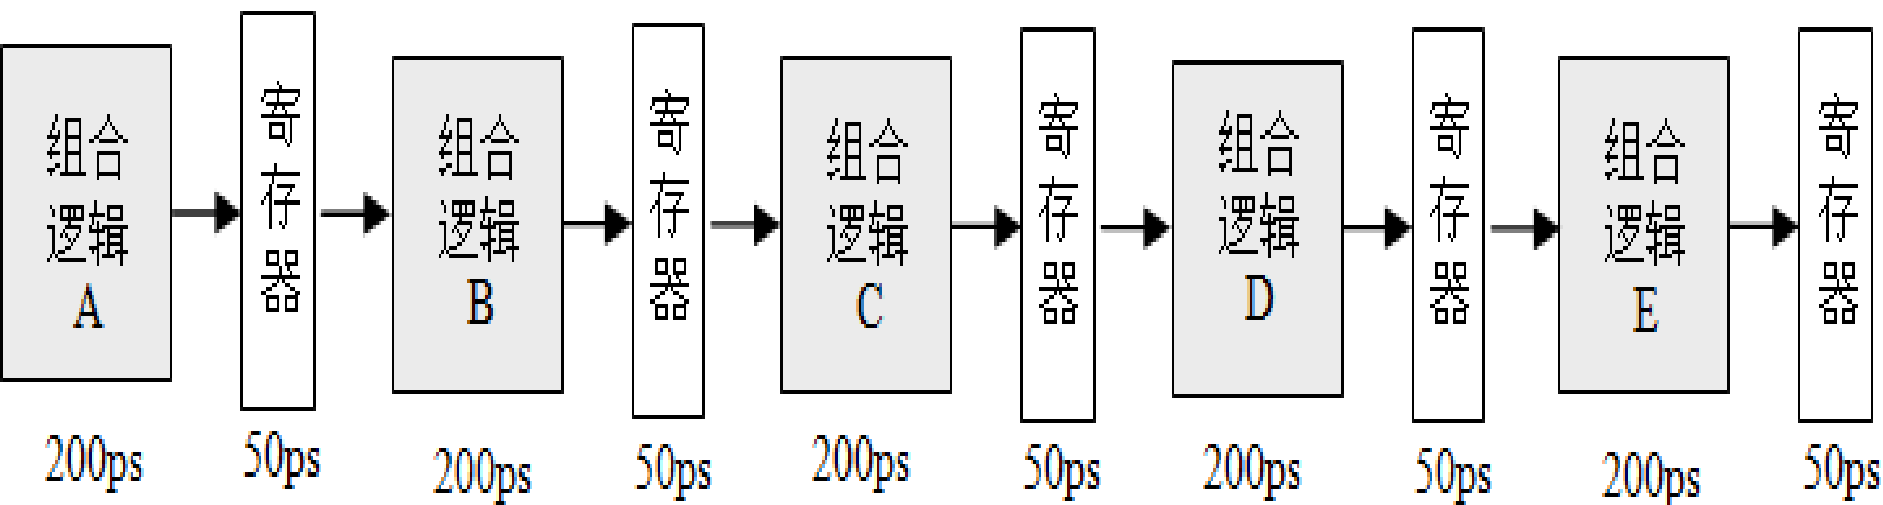 组合
逻辑
A
寄
存
器
组合
逻辑
B
寄
存
器
组合
逻辑
C
寄
存
器
组合
逻辑
D
寄
存
器
组合
逻辑
E
寄
存
器
200ps
50ps
200ps
50ps
200ps
50ps
200ps
50ps
200ps
50ps